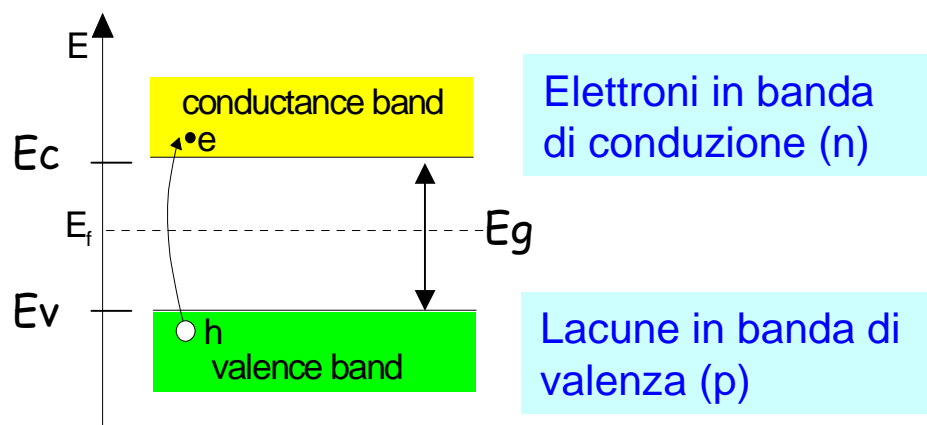 E
conductance band
•e
Ec
Elettroni in banda
di conduzione (n)
Ef
Eg
Ev
h
valence band
Lacune in banda di
valenza (p)